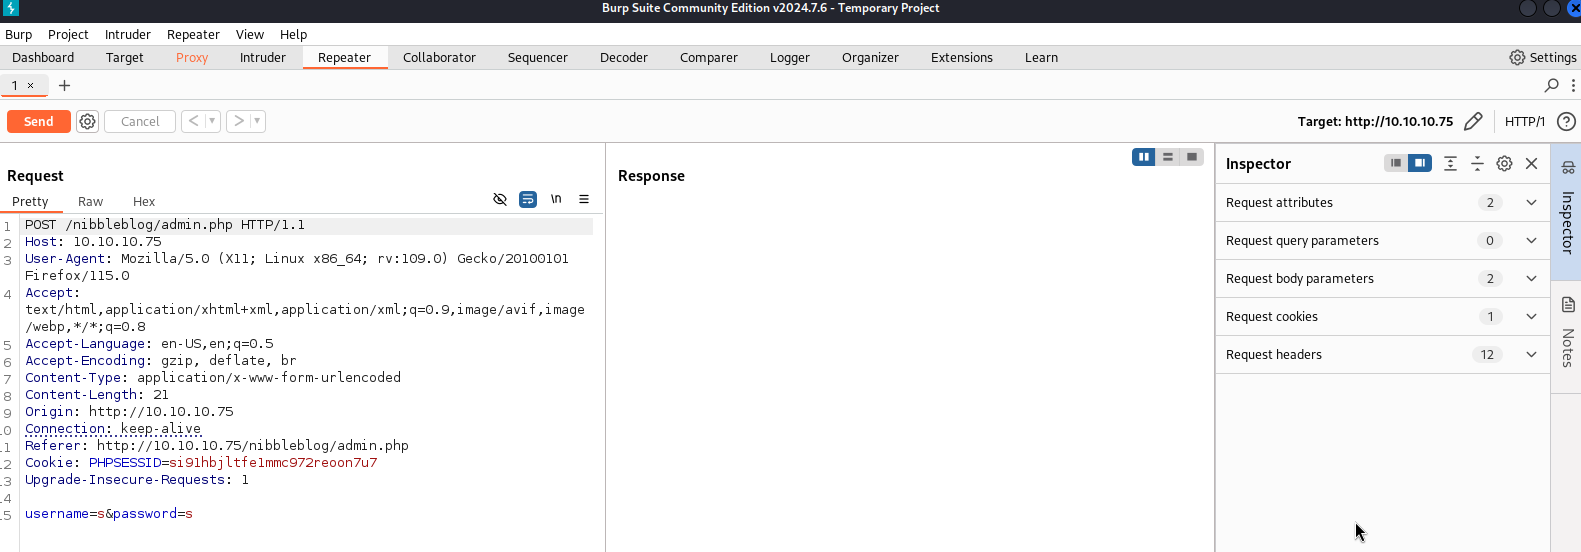 Burp Suite Community Edition v2024.7.6 - Temporary Project
Burp Project Intruder Repeater View Help
Dashboard Target Proxy Intruder Repeater Collaborator Sequencer Decoder Comparer Logger Organizer Extensions Learn Settings
1 × +
Send Cancel < > Target: http://10.10.10.75 HTTP/1 ?
Request
Pretty Raw Hex \n
1 POST /nibbleblog/admin.php HTTP/1.1
2 Host: 10.10.10.75
3 User-Agent: Mozilla/5.0 (X11; Linux x86_64; rv:109.0) Gecko/20100101
Firefox/115.0
4 Accept:
text/html,application/xhtml+xml,application/xml;q=0.9,image/avif,image
/webp,*/*;q=0.8
5 Accept-Language: en-US,en;q=0.5
6 Accept-Encoding: gzip, deflate, br
7 Content-Type: application/x-www-form-urlencoded
8 Content-Length: 21
9 Origin: http://10.10.10.75
10 Connection: keep-alive
11 Referer: http://10.10.10.75/nibbleblog/admin.php
12 Cookie: PHPSESSID=si91hbjltfe1mmc972reoon7u7
13 Upgrade-Insecure-Requests: 1
14
15 username=s&password=s
Response
Inspector
Request attributes 2
Request query parameters 0
Request body parameters 2
Request cookies 1
Request headers 12
Inspector
Notes